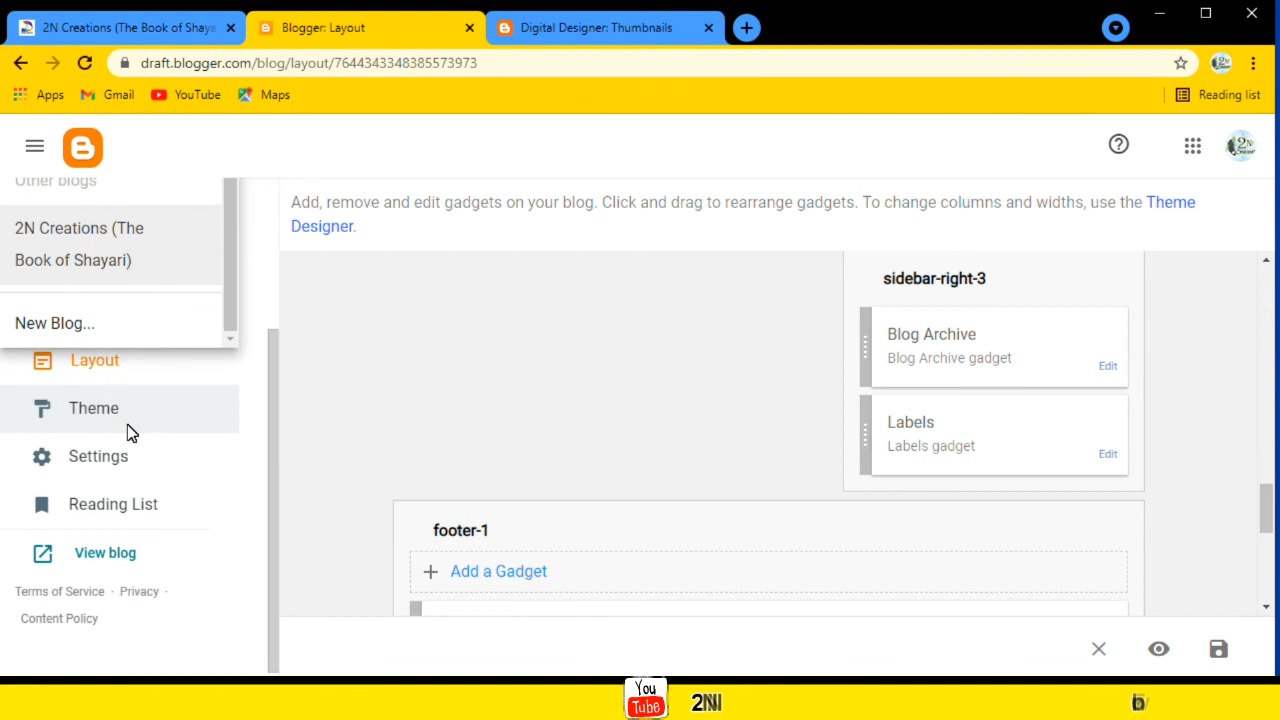 2N Creations (The Book of Shaya
Blogger: Layout
Digital Designer: Thumbnails
draft.blogger.com/blog/layout/7644343348385573973
Apps
Gmail
YouTube
Maps
Reading list
Other blogs
2N Creations (The
Book of Shayari)
New Blog...
Layout
Theme
Settings
Reading List
View blog
Terms of Service · Privacy ·
Content Policy
Add, remove and edit gadgets on your blog. Click and drag to rearrange gadgets. To change columns and widths, use the Theme
Designer.
sidebar-right-3
Blog Archive
Blog Archive gadget
Edit
Labels
Labels gadget
Edit
footer-1
Add a Gadget
You
Tube